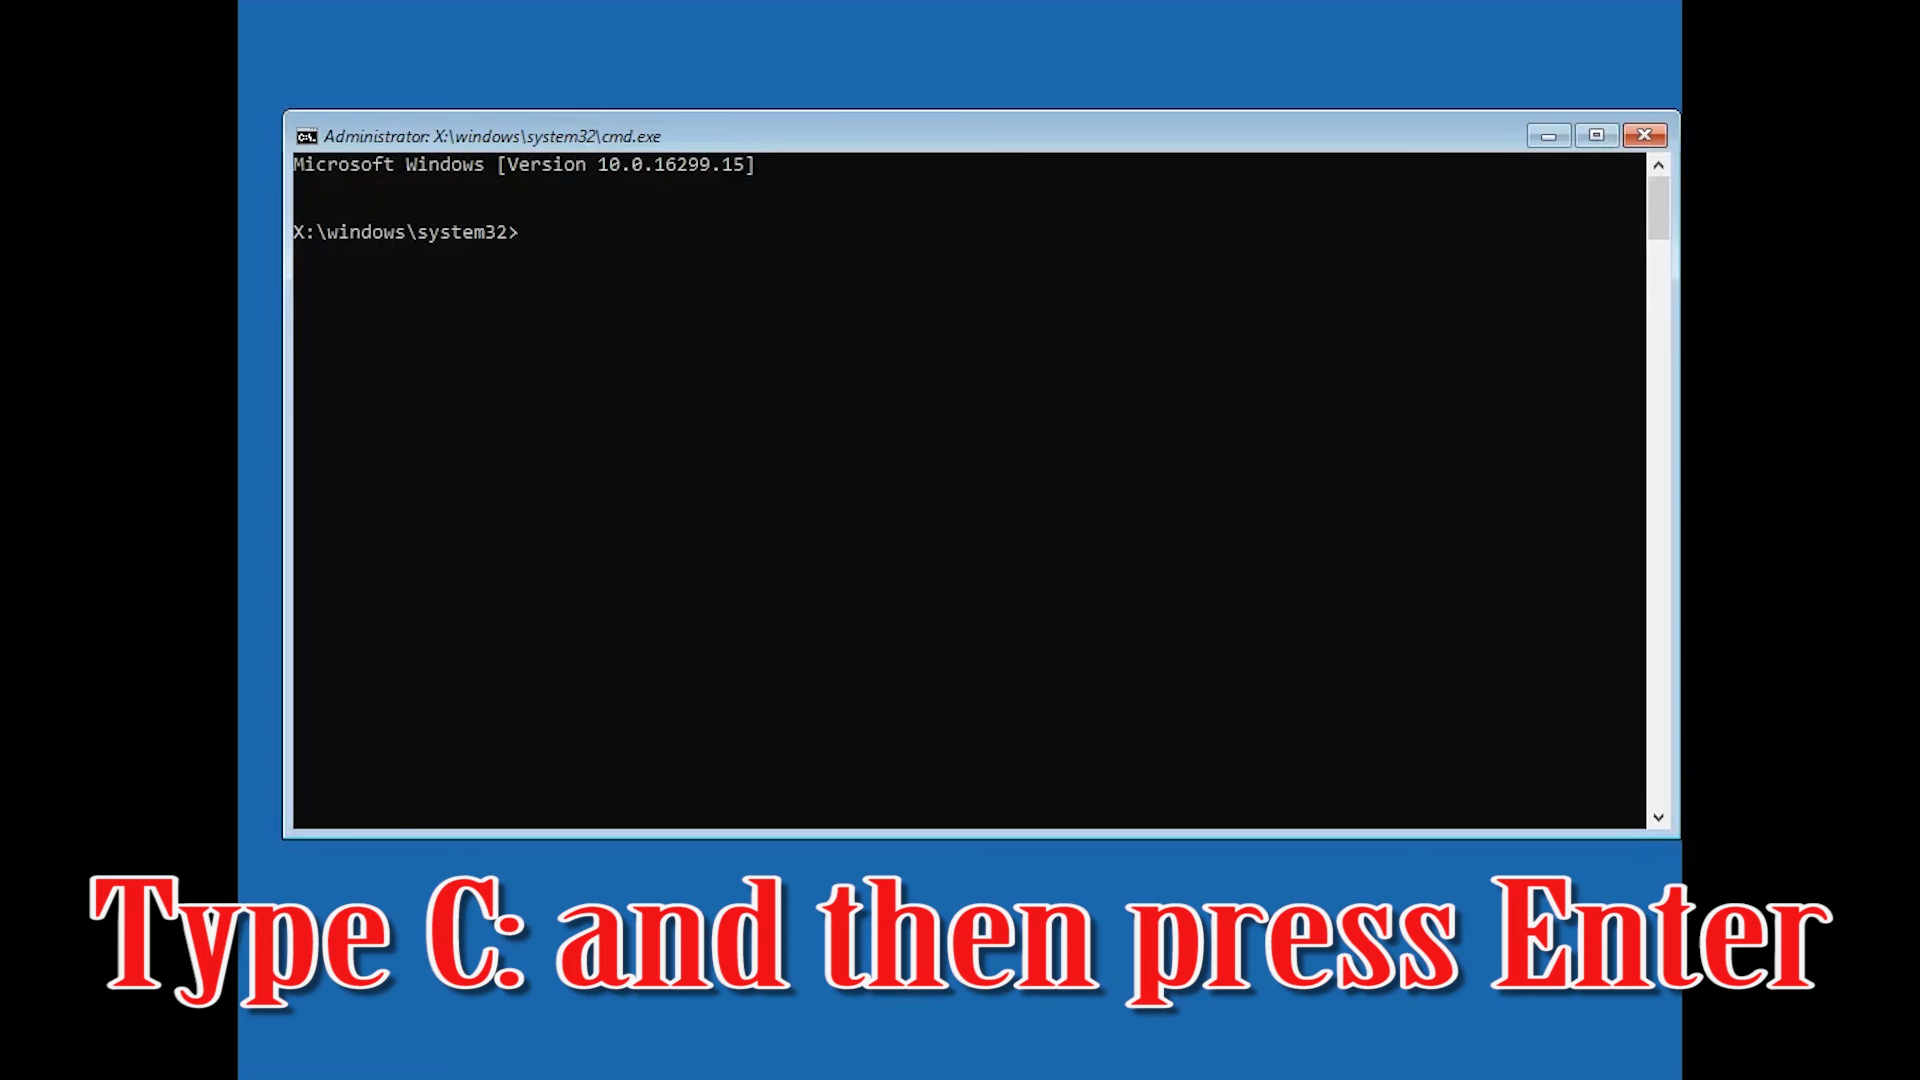 Administrator: X:\windows\system32\cmd.exe
Microsoft Windows [Version 10.0.16299.15]
X:\windows\system32>
Type C: and then press Enter